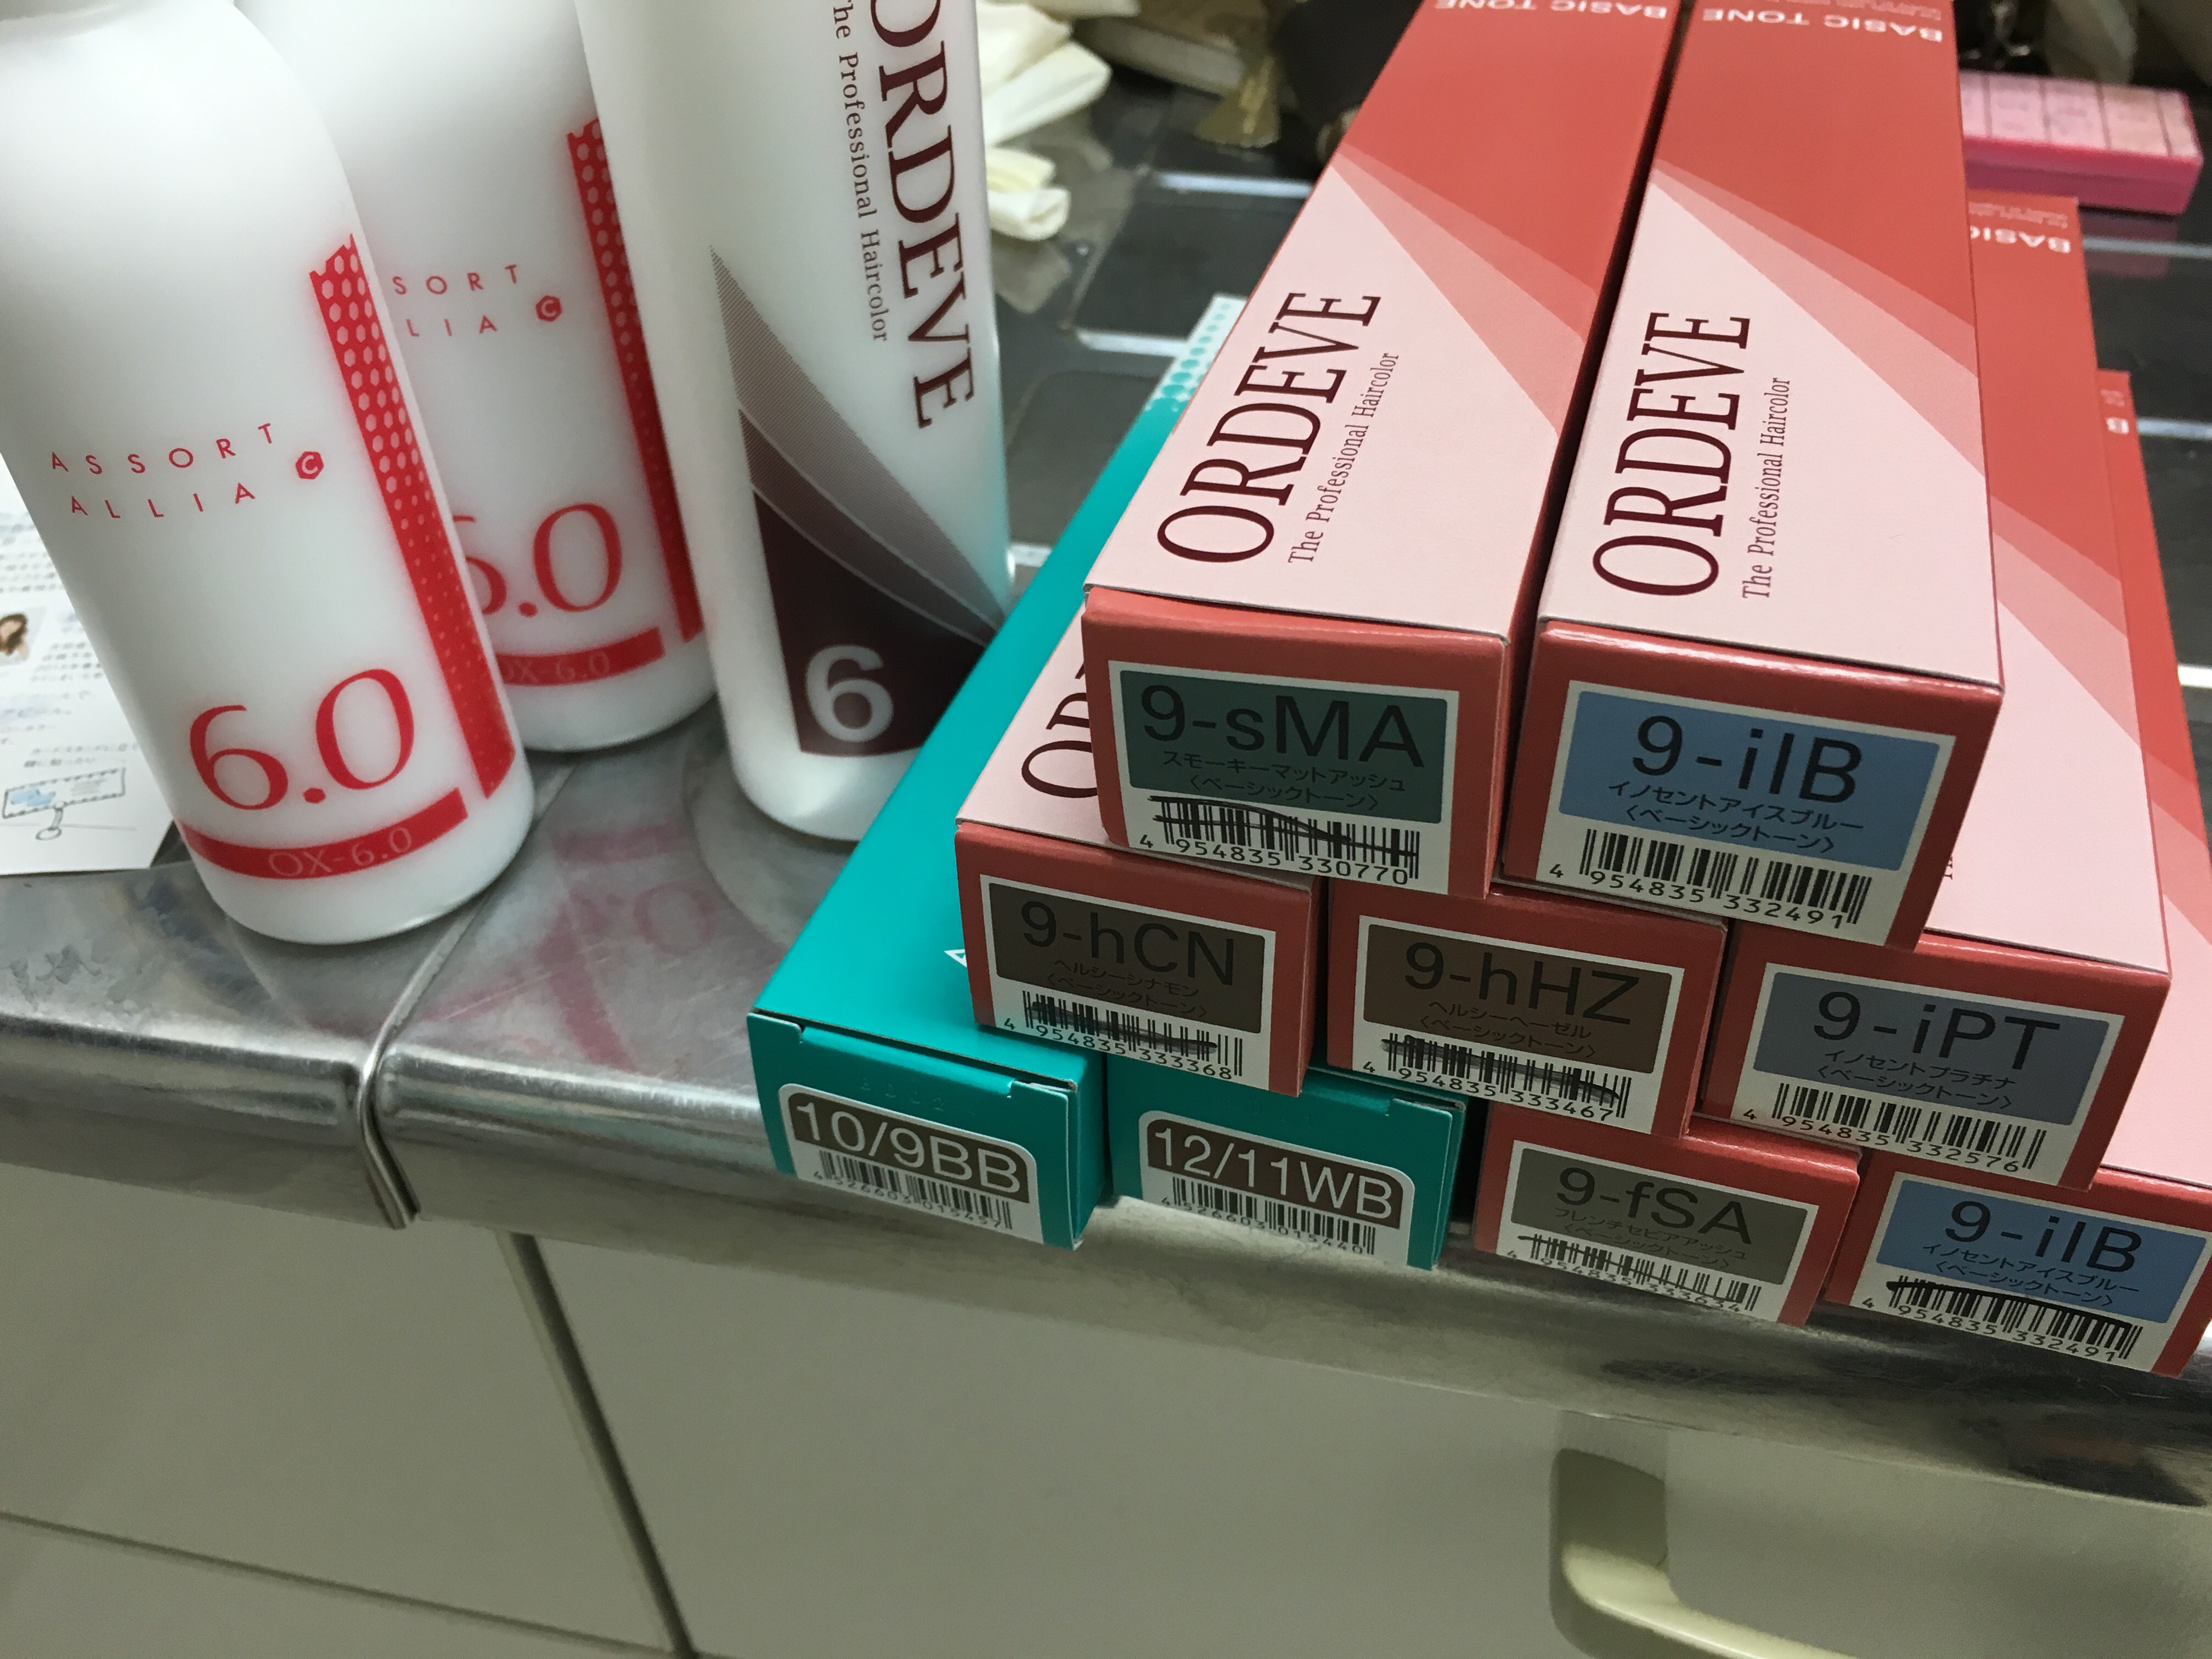 ASSORT
ALLIA
C
6.0
OX-6.0
SORT
LIA
C
6.0
OX-6.0
ORDEVE
The Professional Haircolor
6
BASIC TONE
ORDEVE
The Professional Haircolor
9-sMA
スモーキーマットアッシュ
〈ベーシックトーン〉
4 954835 330770
BASIC TONE
ORDEVE
The Professional Haircolor
9-iIB
イノセントアイスブルー
〈ベーシックトーン〉
4 954835 332491
9-hCN
ヘルシーシナモン
〈ベーシックトーン〉
4 954835 333368
9-hHZ
ヘルシーヘーゼル
〈ベーシックトーン〉
4 954835 333467
9-iPT
イノセントプラチナ
〈ベーシックトーン〉
4 954835 332576
10/9BB
12/11WB
9-fSA
フレンチセピアアッシュ
〈ベーシックトーン〉
4 954835 333634
9-iIB
イノセントアイスブルー
〈ベーシックトーン〉
4 954835 332491